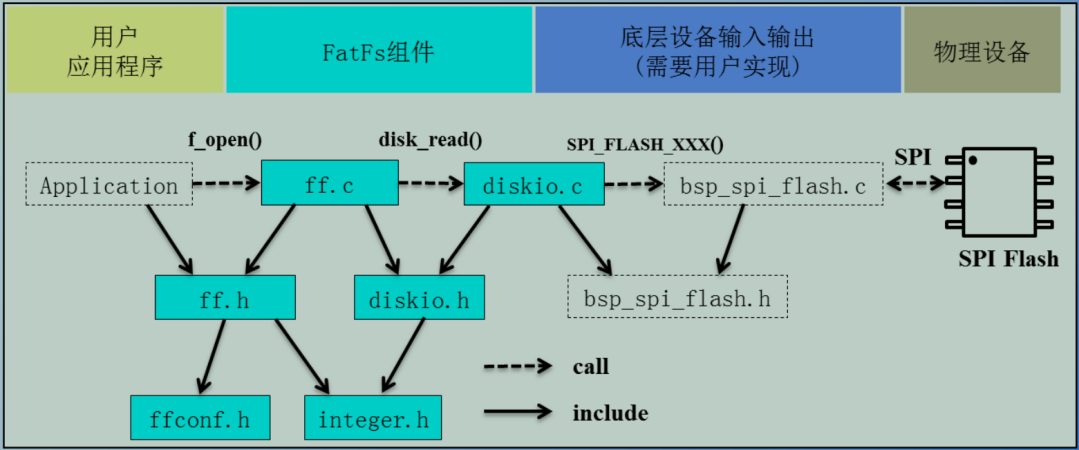 用户
应用程序
FatFs组件
底层设备输入输出
(需要用户实现)
物理设备
f_open()
disk_read()
SPI_FLASH_XXX()
SPI
Application
ff.c
diskio.c
bsp_spi_flash.c
SPI Flash
ff.h
diskio.h
bsp_spi_flash.h
call
ffconf.h
integer.h
include